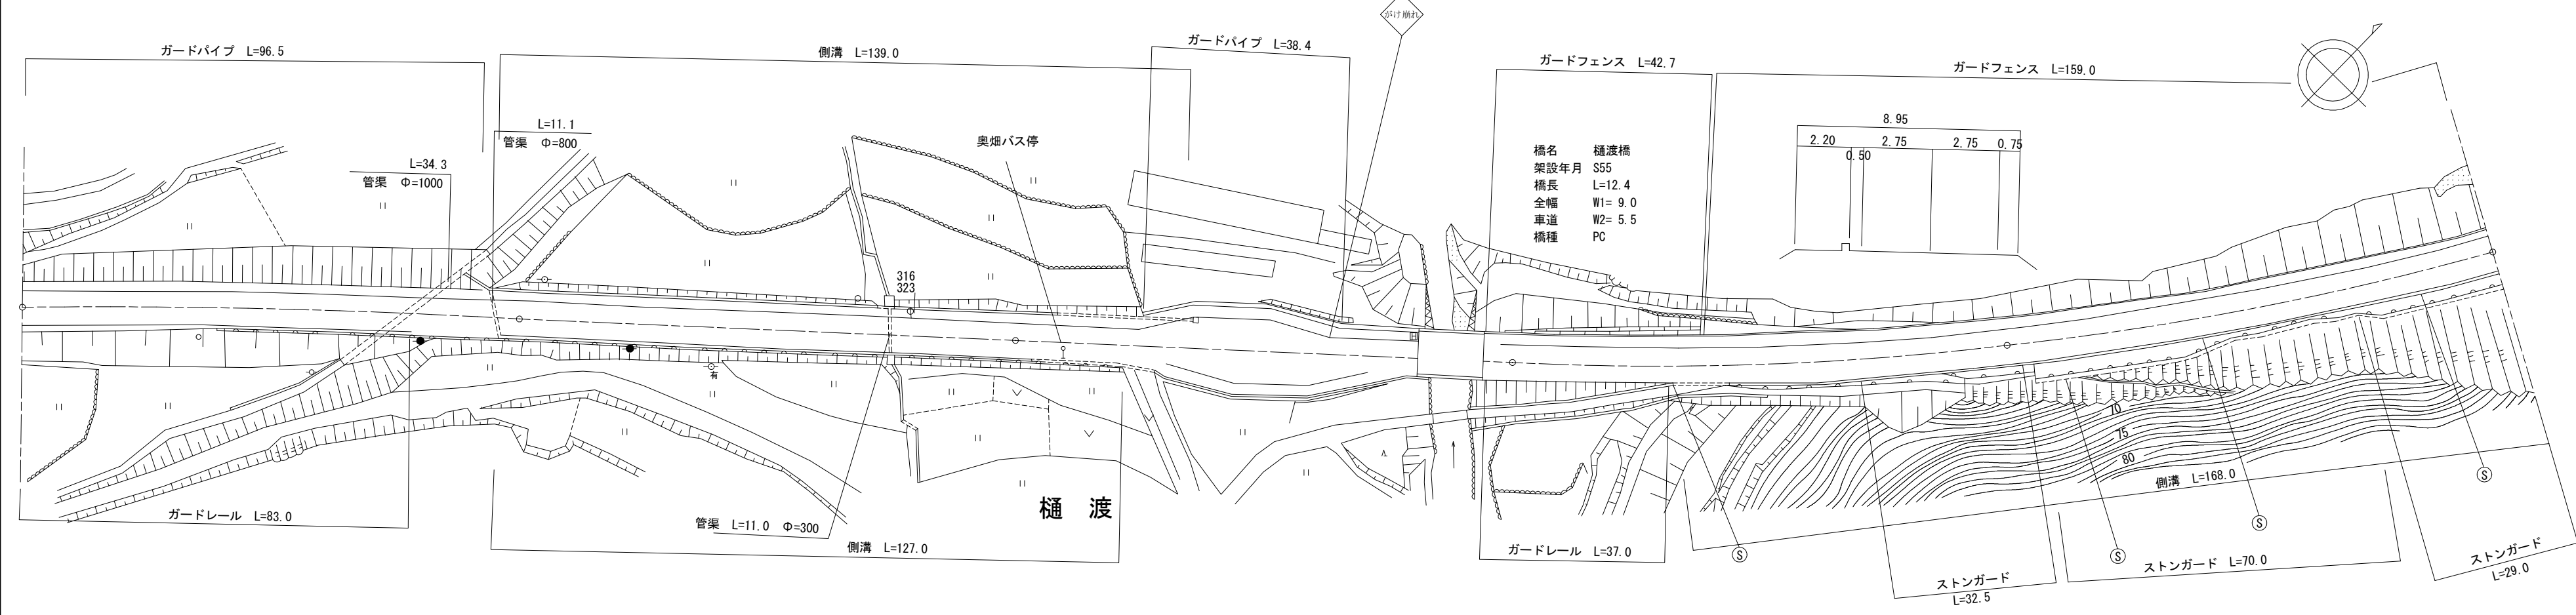 がけ崩れ
ガードパイプ L=96.5
側溝 L=139.0
ガードパイプ L=38.4
ガードフェンス L=42.7
ガードフェンス L=159.0
L=11.1
管渠 Φ=800
L=34.3
管渠 Φ=1000
奥畑バス停
橋名 樋渡橋
架設年月 S55
橋長 L=12.4
全幅 W1= 9.0
車道 W2= 5.5
橋種 PC
8.95
2.20 0.50 2.75 2.75 0.75
316
323
有
樋 渡
70
75
80
ガードレール L=83.0
管渠 L=11.0 Φ=300
側溝 L=127.0
ガードレール L=37.0
側溝 L=168.0
S
S
S
S
ストンガード
L=32.5
ストンガード L=70.0
ストンガード
L=29.0